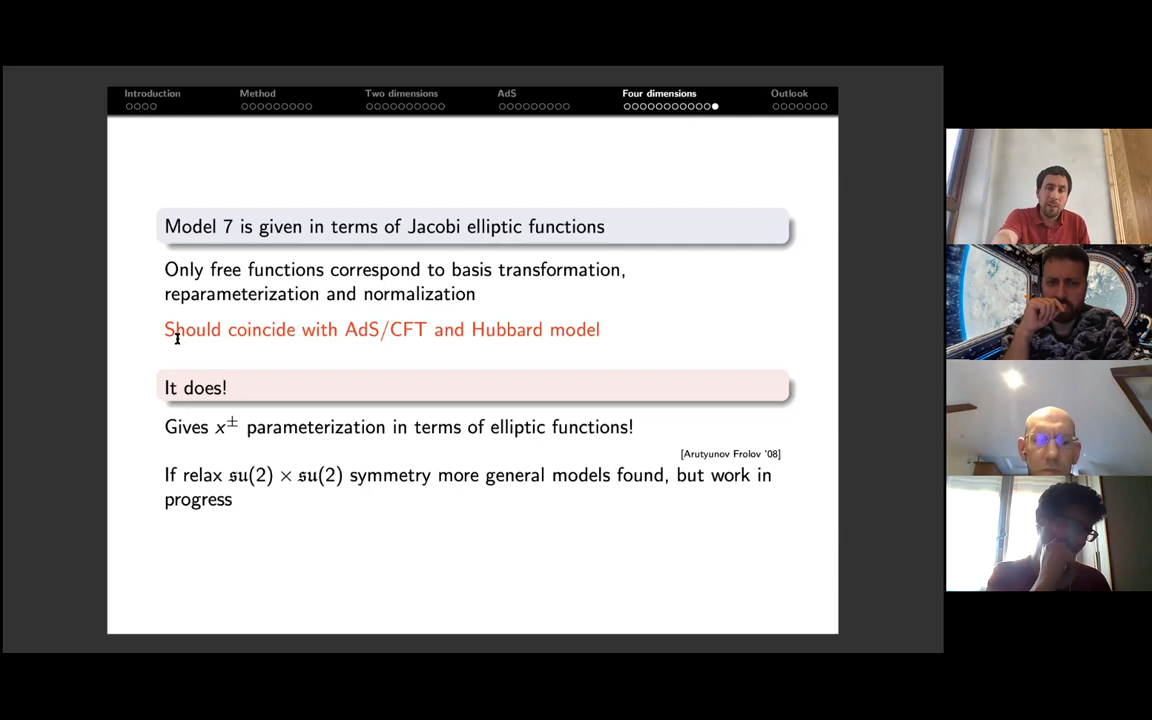 Introduction Method Two dimensions AdS Four dimensions Outlook
Model 7 is given in terms of Jacobi elliptic functions
Only free functions correspond to basis transformation,
reparameterization and normalization
Should coincide with AdS/CFT and Hubbard model
It does!
Gives x± parameterization in terms of elliptic functions!
[Arutyunov Frolov '08]
If relax 𝔰𝔲(2) × 𝔰𝔲(2) symmetry more general models found, but work in
progress